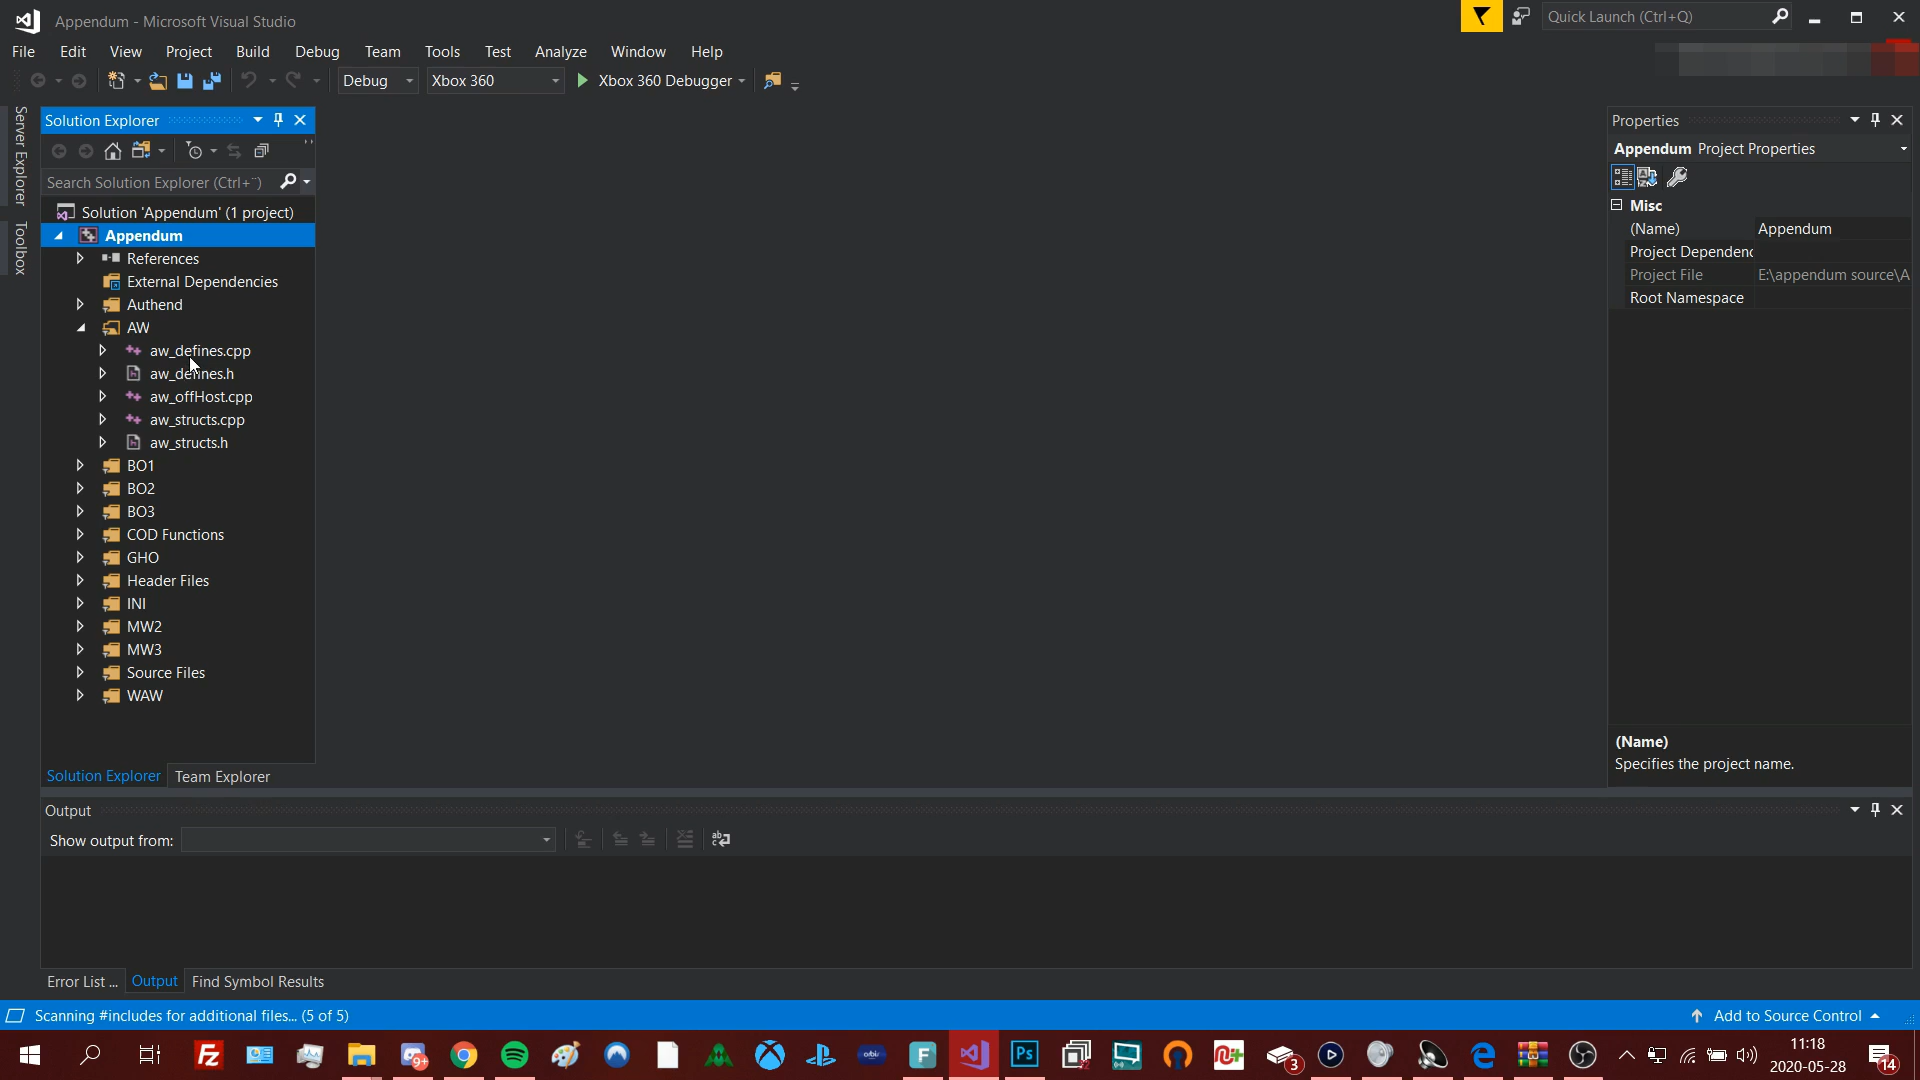 Appendum - Microsoft Visual Studio
Quick Launch (Ctrl+Q)
File Edit View Project Build Debug Team Tools Test Analyze Window Help
Debug Xbox 360 Xbox 360 Debugger
Server Explorer
Toolbox
Solution Explorer
Search Solution Explorer (Ctrl+¨)
Solution 'Appendum' (1 project)
Appendum
References
External Dependencies
Authend
AW
aw_defines.cpp
aw_defines.h
aw_offHost.cpp
aw_structs.cpp
aw_structs.h
BO1
BO2
BO3
COD Functions
GHO
Header Files
INI
MW2
MW3
Source Files
WAW
Solution Explorer Team Explorer
Properties
Appendum Project Properties
Misc
(Name) Appendum
Project Dependenc
Project File E:\appendum source\A
Root Namespace
(Name)
Specifies the project name.
Output
Show output from:
Error List ... Output Find Symbol Results
Scanning #includes for additional files... (5 of 5)
Add to Source Control
9+
orbis
F
Ps
3
11:18
2020-05-28
14